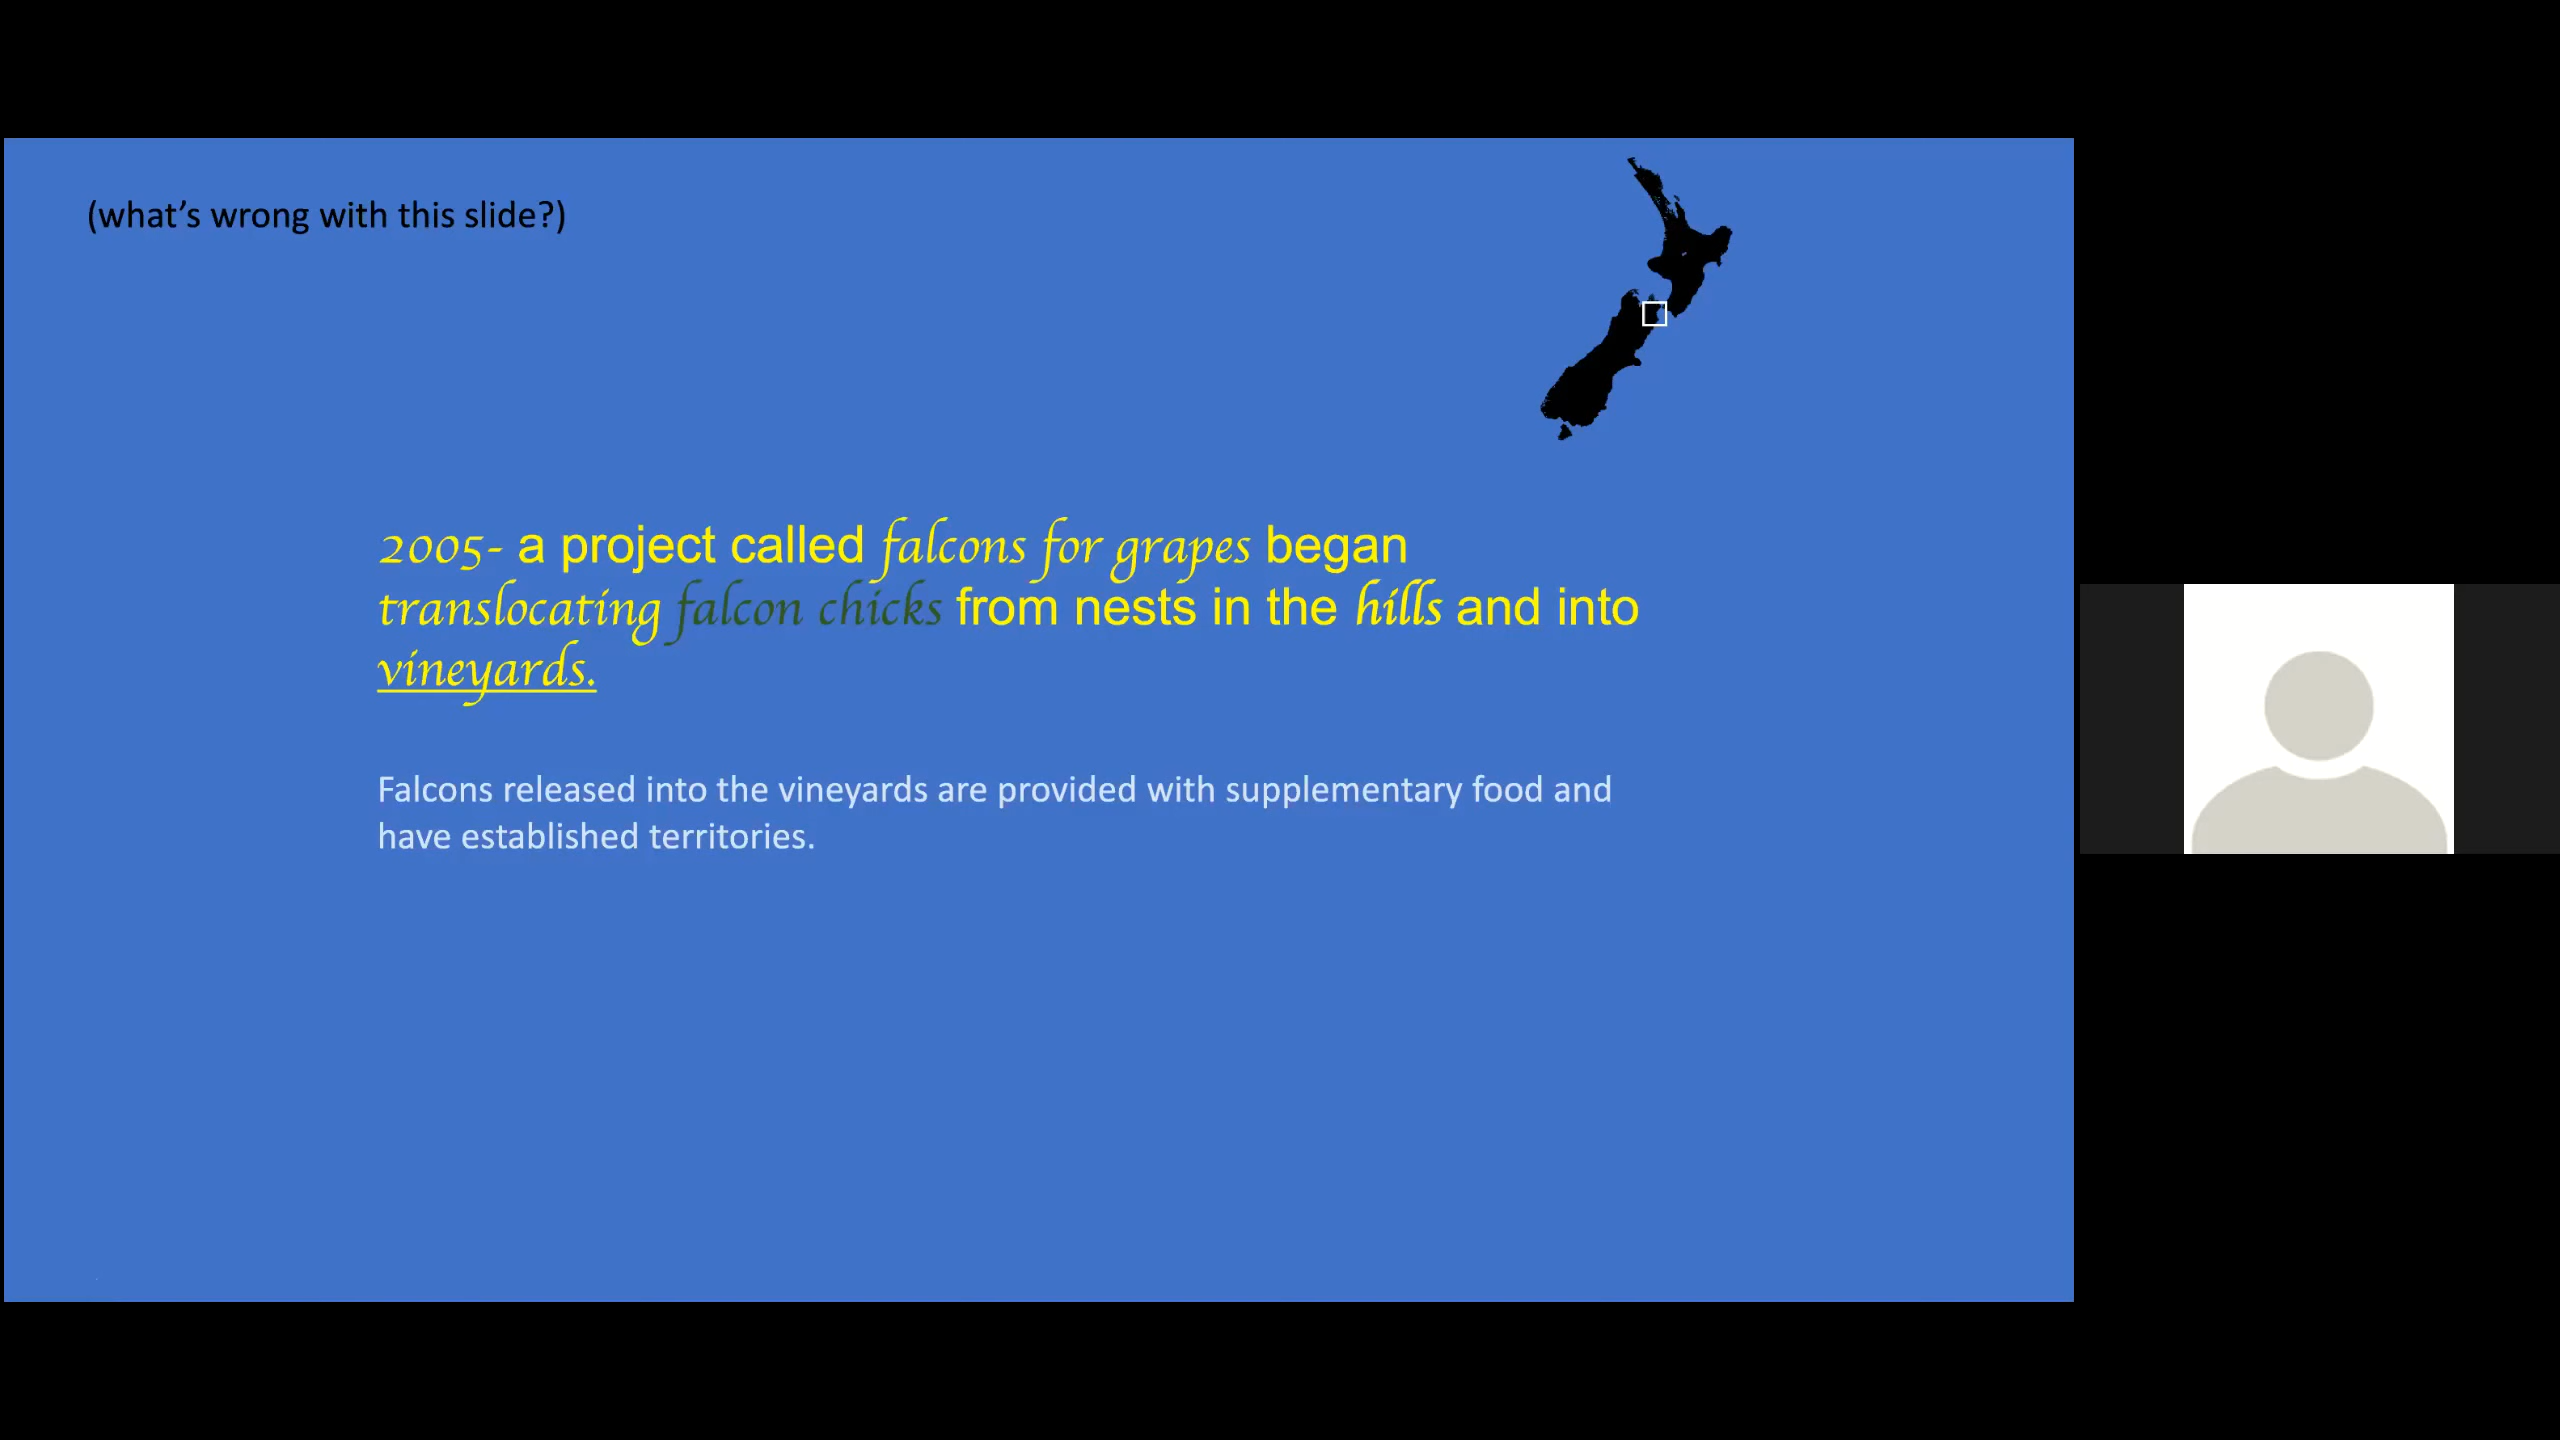 (what’s wrong with this slide?)
2005- a project called falcons for grapes began
translocating falcon chicks from nests in the hills and into
vineyards.
Falcons released into the vineyards are provided with supplementary food and
have established territories.